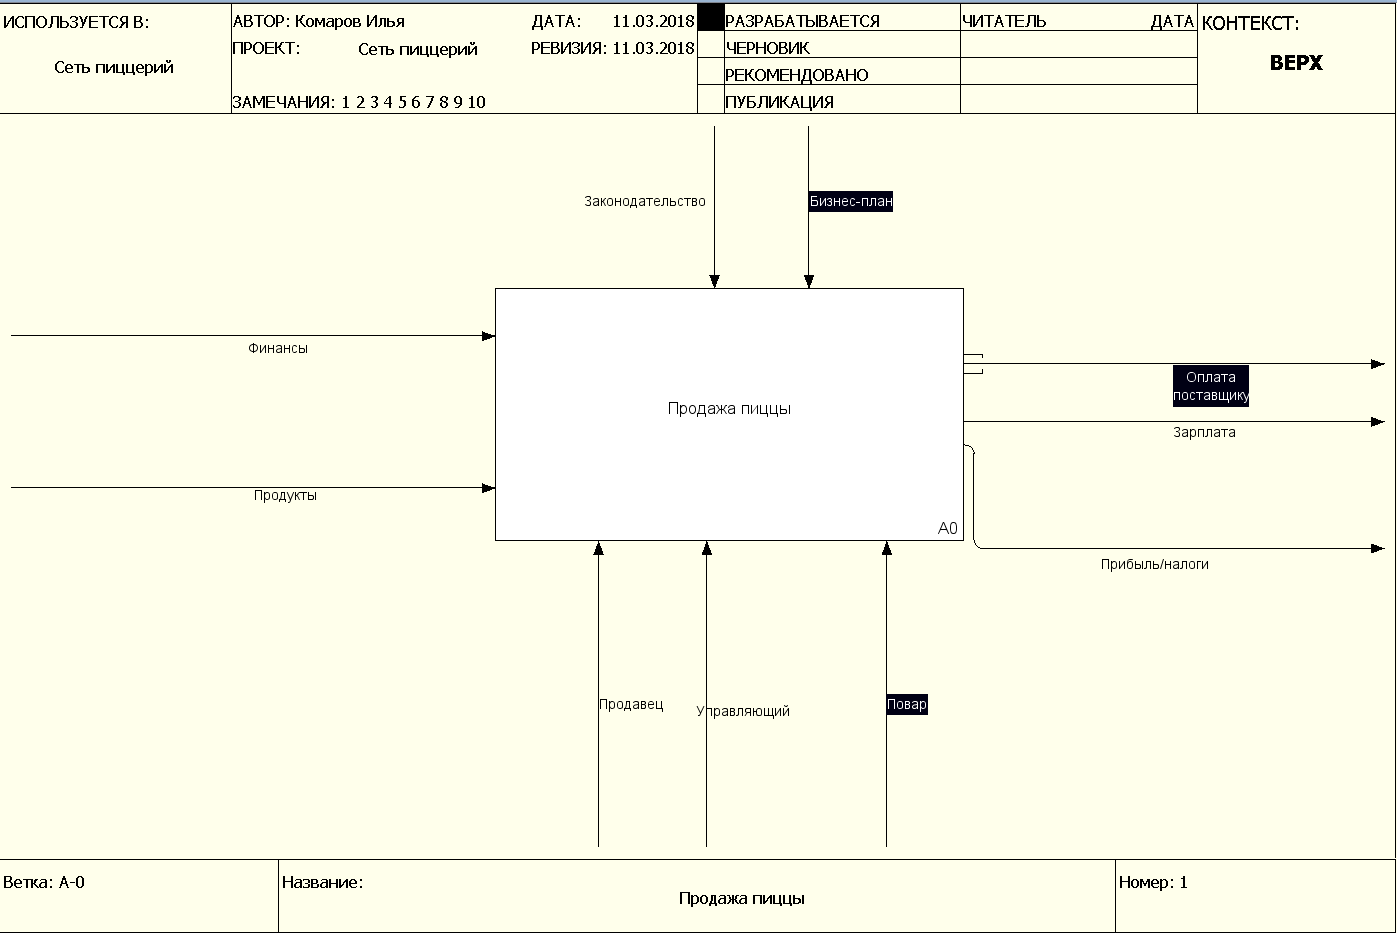 ИСПОЛЬЗУЕТСЯ В:
Сеть пиццерий
АВТОР: Комаров Илья
ДАТА: 11.03.2018
ПРОЕКТ: Сеть пиццерий
РЕВИЗИЯ: 11.03.2018
ЗАМЕЧАНИЯ: 1 2 3 4 5 6 7 8 9 10
РАЗРАБАТЫВАЕТСЯ
ЧЕРНОВИК
РЕКОМЕНДОВАНО
ПУБЛИКАЦИЯ
ЧИТАТЕЛЬ ДАТА
КОНТЕКСТ:
ВЕРХ
Законодательство
Бизнес-план
Финансы
Продукты
Продажа пиццы
A0
Оплата
поставщику
Зарплата
Прибыль/налоги
Продавец
Управляющий
Повар
Ветка: A-0
Название:
Продажа пиццы
Номер: 1